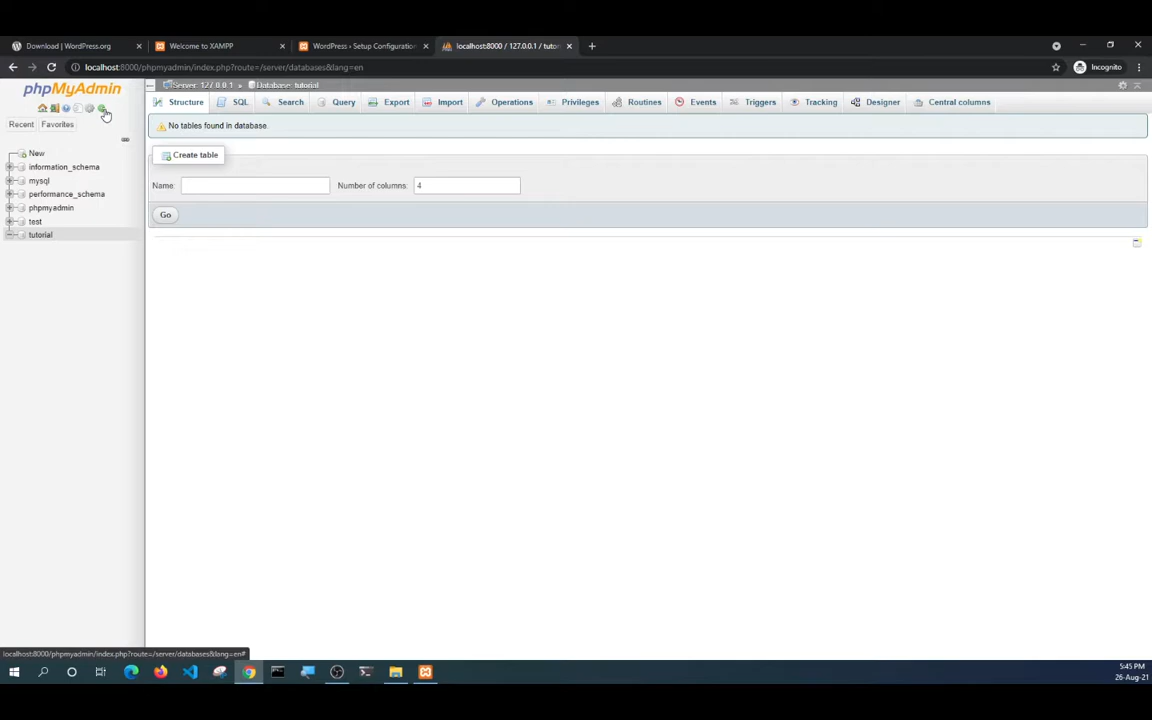 Download | WordPress.org
Welcome to XAMPP
WordPress › Setup Configuration
localhost:8000 / 127.0.0.1 / tutor
localhost:8000/phpmyadmin/index.php?route=/server/databases&lang=en
Incognito
phpMyAdmin
Recent
Favorites
New
information_schema
mysql
performance_schema
phpmyadmin
test
tutorial
Server: 127.0.0.1 » Database: tutorial
Structure
SQL
Search
Query
Export
Import
Operations
Privileges
Routines
Events
Triggers
Tracking
Designer
Central columns
No tables found in database.
Create table
Name:
Number of columns: 4
Go
localhost:8000/phpmyadmin/index.php?route=/server/databases&lang=en#
5:45 PM
26-Aug-21